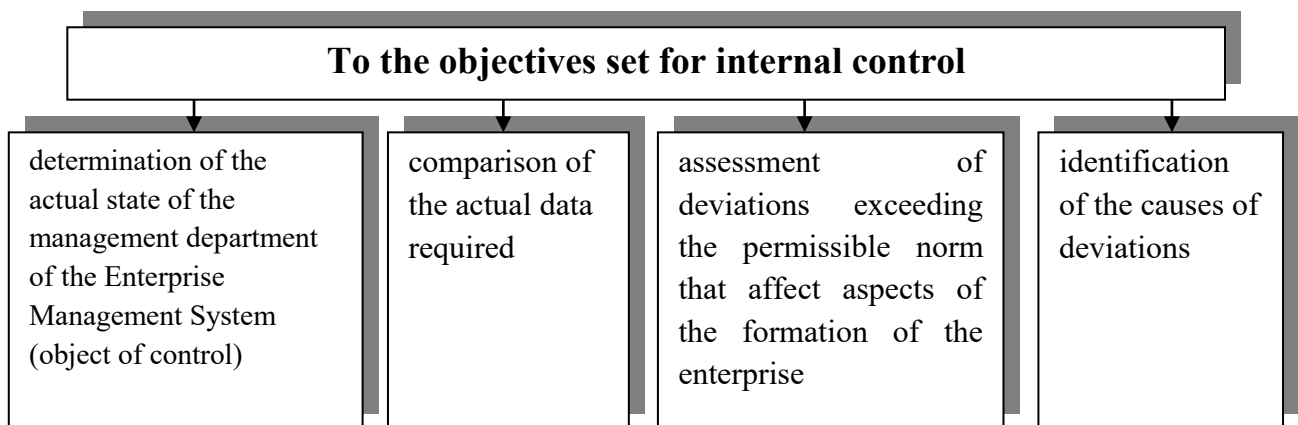 To the objectives set for internal control
determination of the
actual state of the
management department
of the Enterprise
Management System
(object of control)
comparison of
the actual data
required
assessment of
deviations exceeding
the permissible norm
that affect aspects of
the formation of the
enterprise
identification
of the causes of
deviations